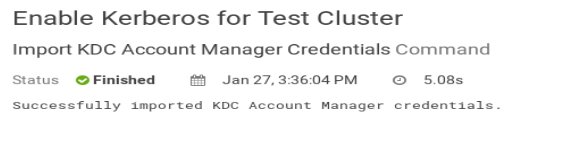 Enable Kerberos for Test Cluster
Import KDC Account Manager Credentials Command
Status Finished Jan 27, 3:36:04 PM 5.08s
Successfully imported KDC Account Manager credentials.